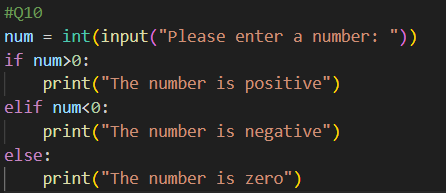 #Q10
num = int(input("Please enter a number: "))
if num>0:
    print("The number is positive")
elif num<0:
    print("The number is negative")
else:
    print("The number is zero")